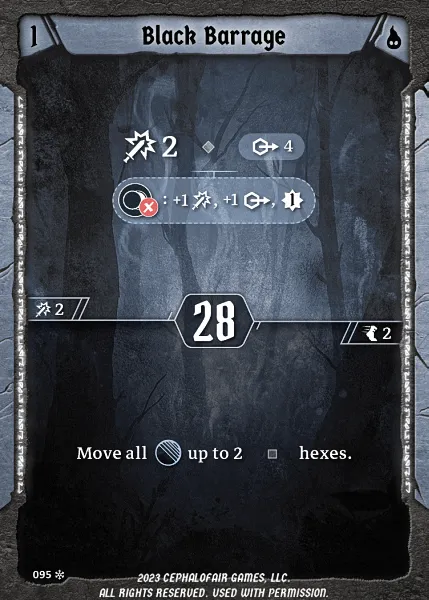 1
Black Barrage
2
4
: +1 , +1 , 1
2
28
2
Move all up to 2 hexes.
095
2023 CEPHALOFAIR GAMES, LLC.
ALL RIGHTS RESERVED. USED WITH PERMISSION.